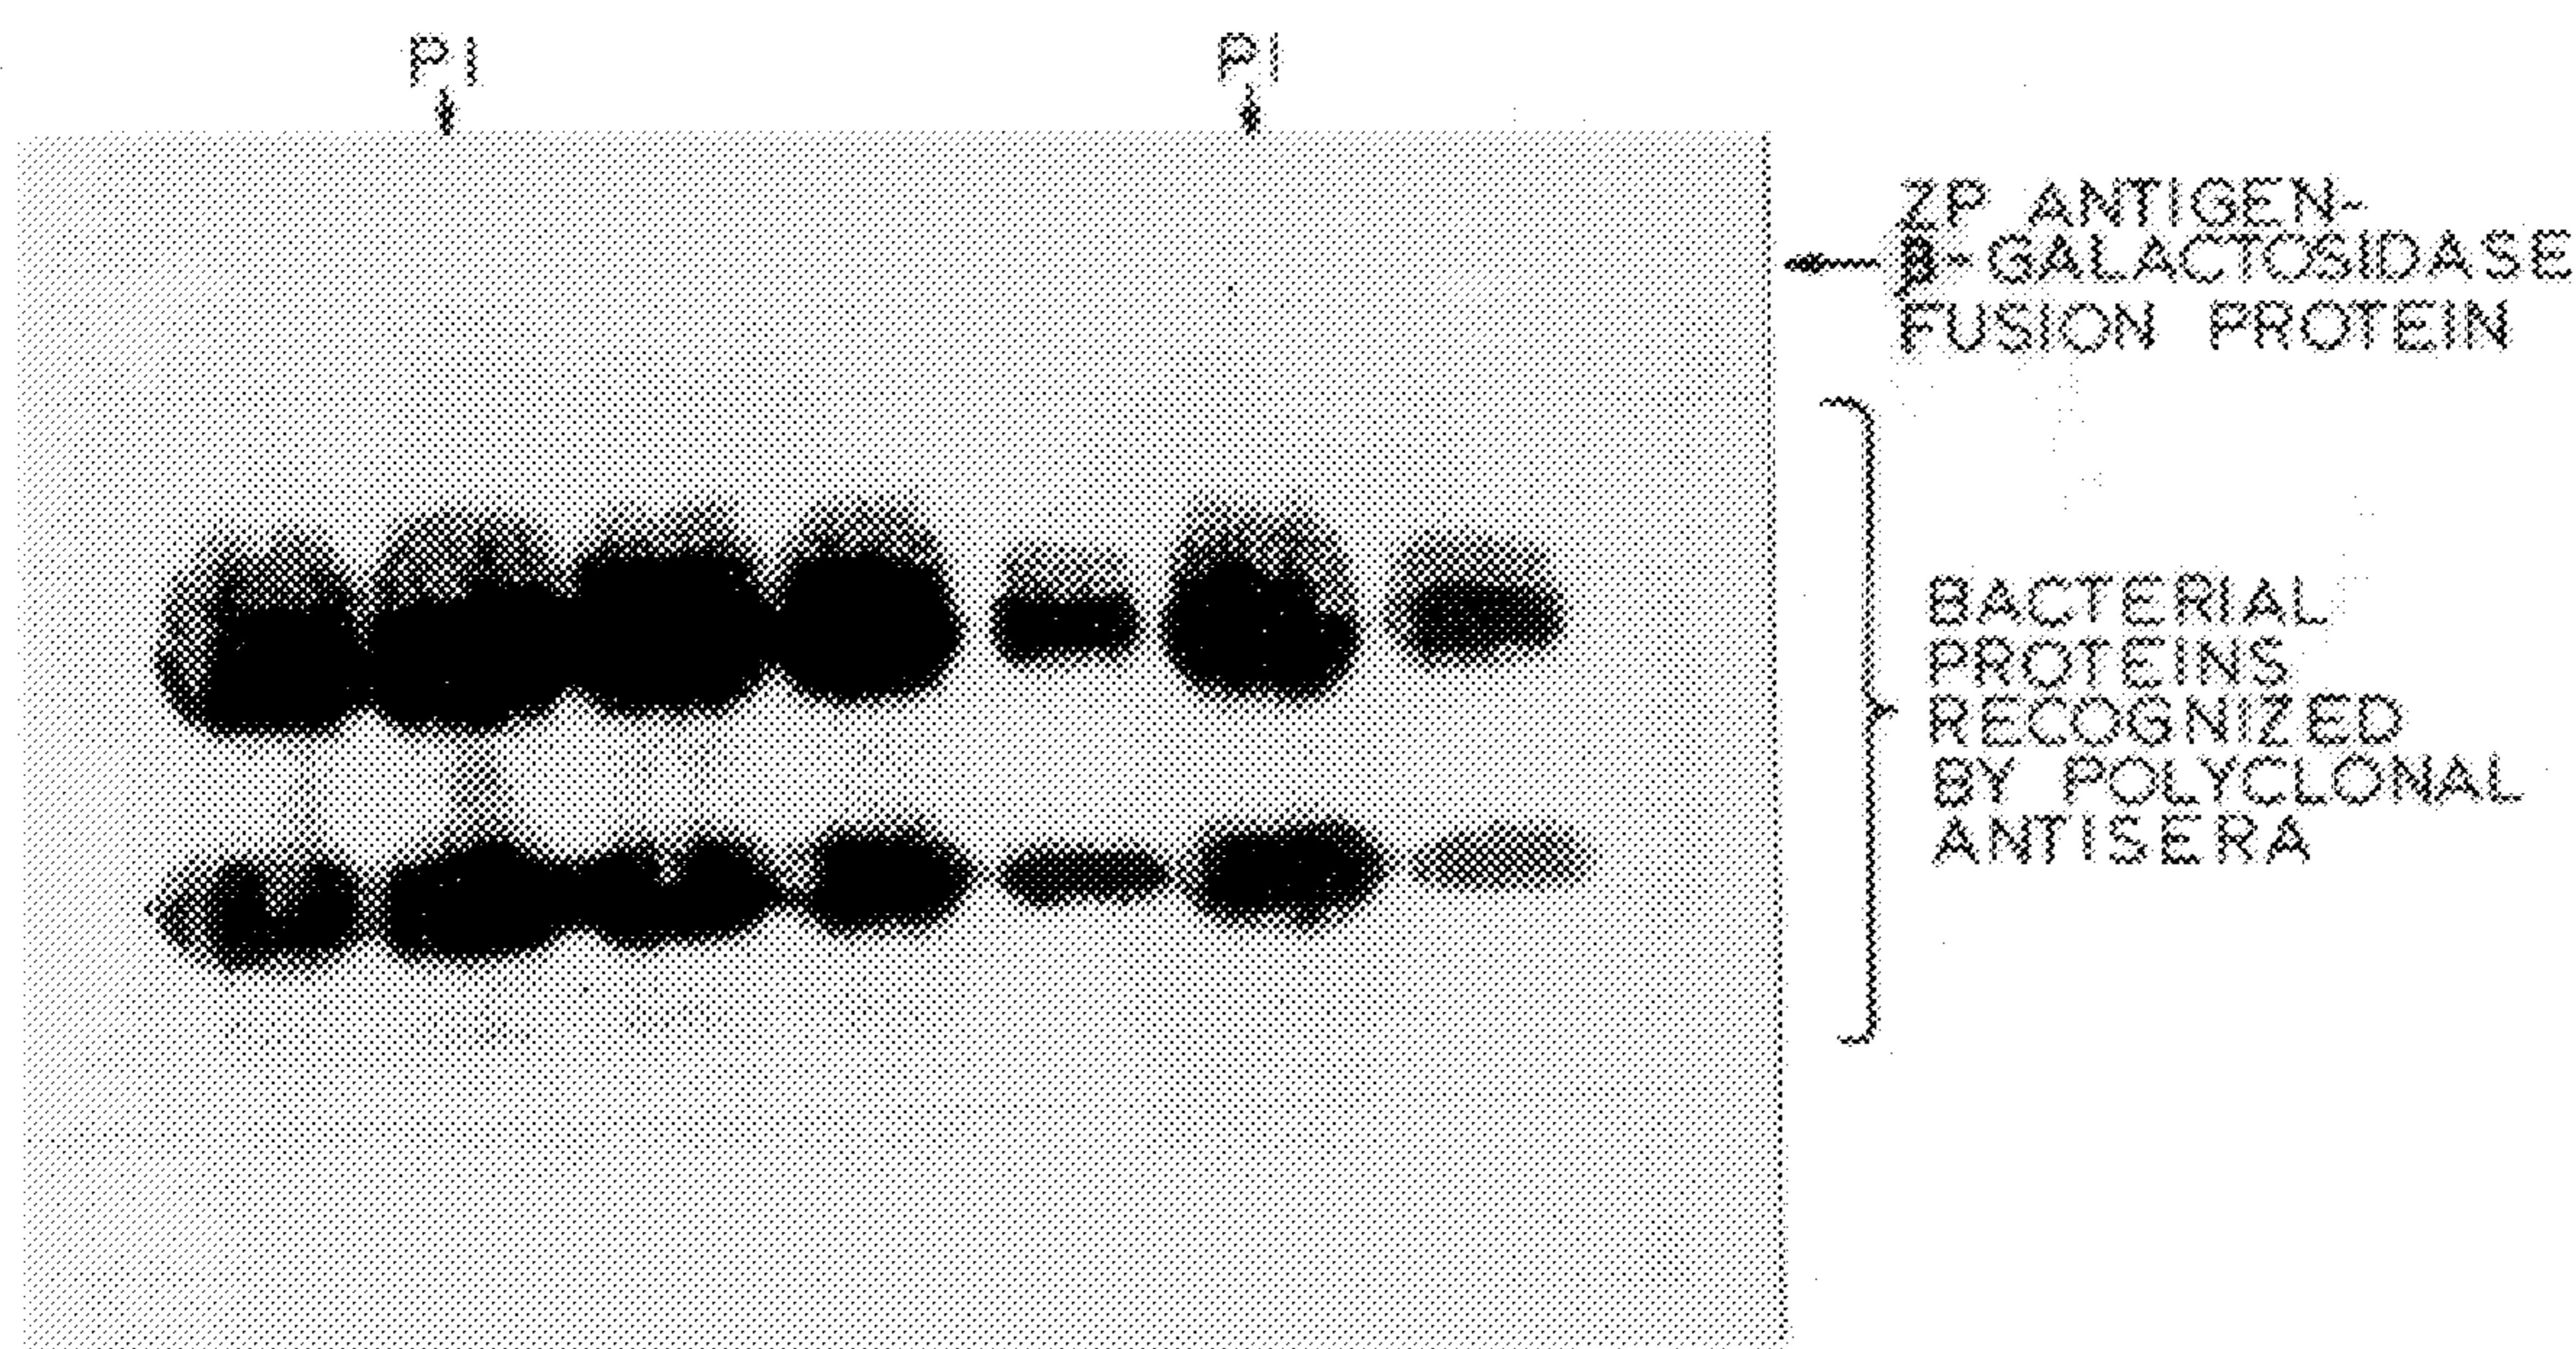 PI PI
ZP ANTIGEN-
β-GALACTOSIDASE
FUSION PROTEIN
BACTERIAL
PROTEINS
RECOGNIZED
BY POLYCLONAL
ANTISERA